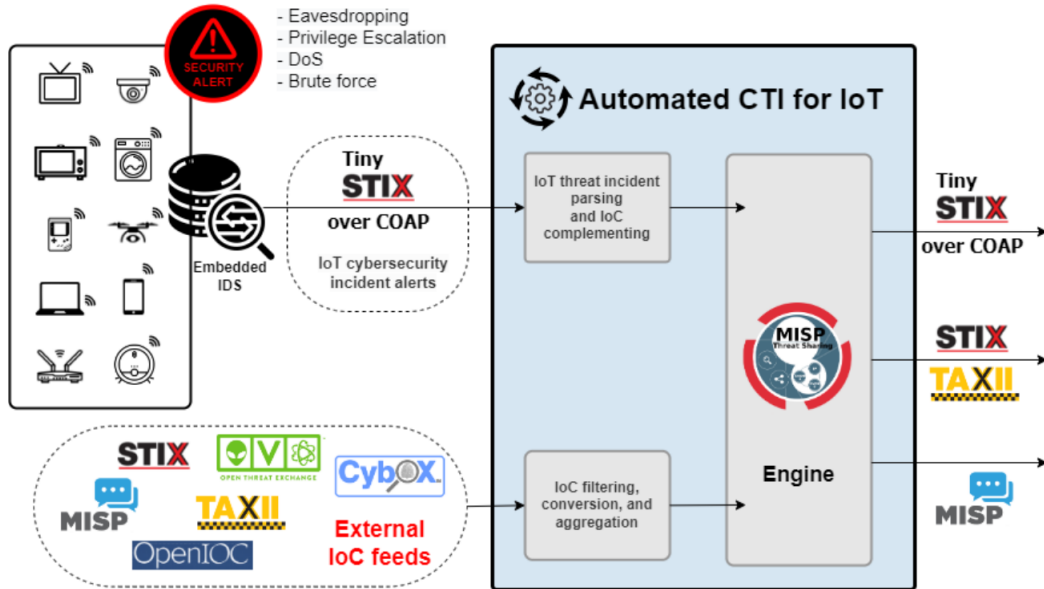 - Eavesdropping
- Privilege Escalation
- DoS
- Brute force
SECURITY
ALERT
Embedded
IDS
Tiny
STIX
over COAP
IoT cybersecurity
incident alerts
Automated CTI for IoT
IoT threat incident
parsing
and IoC
complementing
MISP
Threat Sharing
Engine
IoC filtering,
conversion, and
aggregation
STIX
OPEN THREAT EXCHANGE
CybOX
MISP
TAXII
OpenIOC
External
IoC feeds
Tiny
STIX
over COAP
STIX
TAXII
MISP